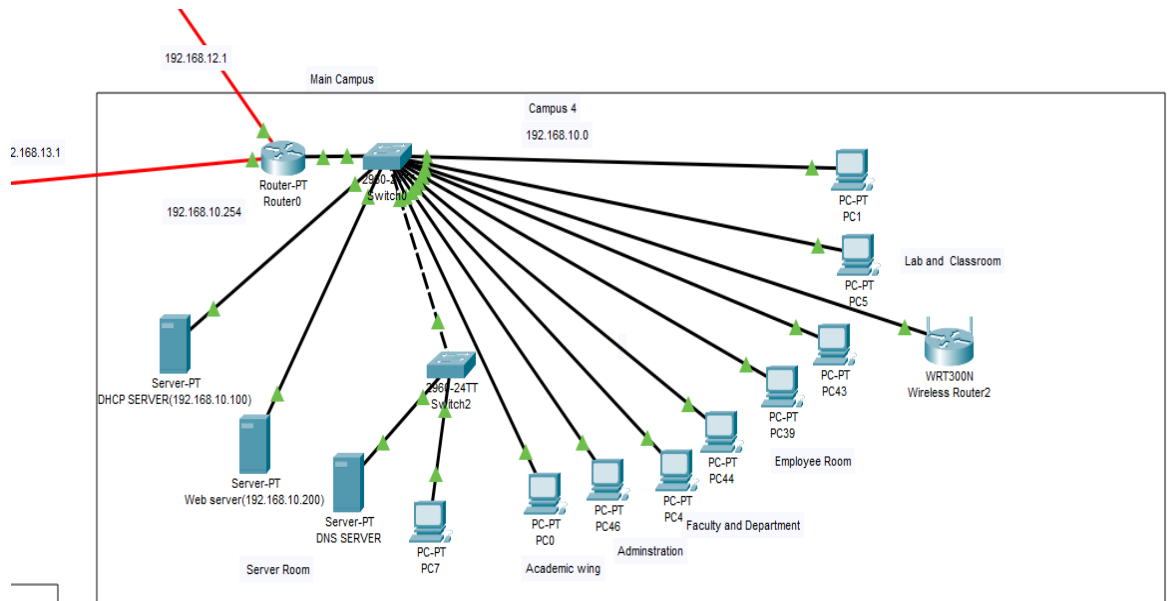 192.168.12.1
Main Campus
Campus 4
192.168.10.0
2.168.13.1
Router-PT
Router0
Switch0
192.168.10.254
PC-PT
PC1
PC-PT
PC5
Lab and Classroom
PC-PT
PC43
WRT300N
Wireless Router2
Server-PT
DHCP SERVER(192.168.10.100)
2960-24TT
Switch2
PC-PT
PC39
PC-PT
PC44
Employee Room
Server-PT
Web server(192.168.10.200)
Server-PT
DNS SERVER
PC-PT
PC7
PC-PT
PC0
PC-PT
PC46
PC-PT
PC4
Faculty and Department
Adminstration
Server Room
Academic wing